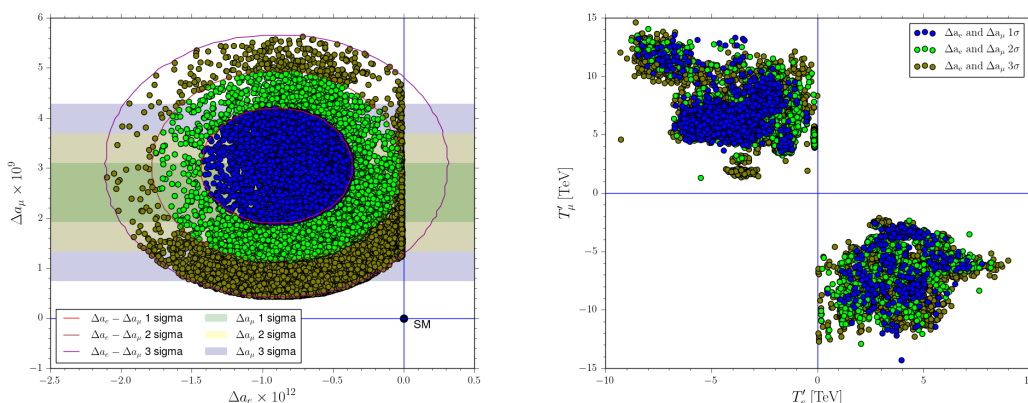 6
5
4
3
2
1
0
−1
Δaμ × 10^9
SM
Δae − Δaμ 1 sigma
Δae − Δaμ 2 sigma
Δae − Δaμ 3 sigma
Δaμ 1 sigma
Δaμ 2 sigma
Δaμ 3 sigma
−2.5 −2.0 −1.5 −1.0 −0.5 0.0 0.5
Δae × 10^12
15
10
5
0
−5
−10
−15
T′μ [TeV]
Δae and Δaμ 1σ
Δae and Δaμ 2σ
Δae and Δaμ 3σ
−10 −5 0 5
T′e [TeV]